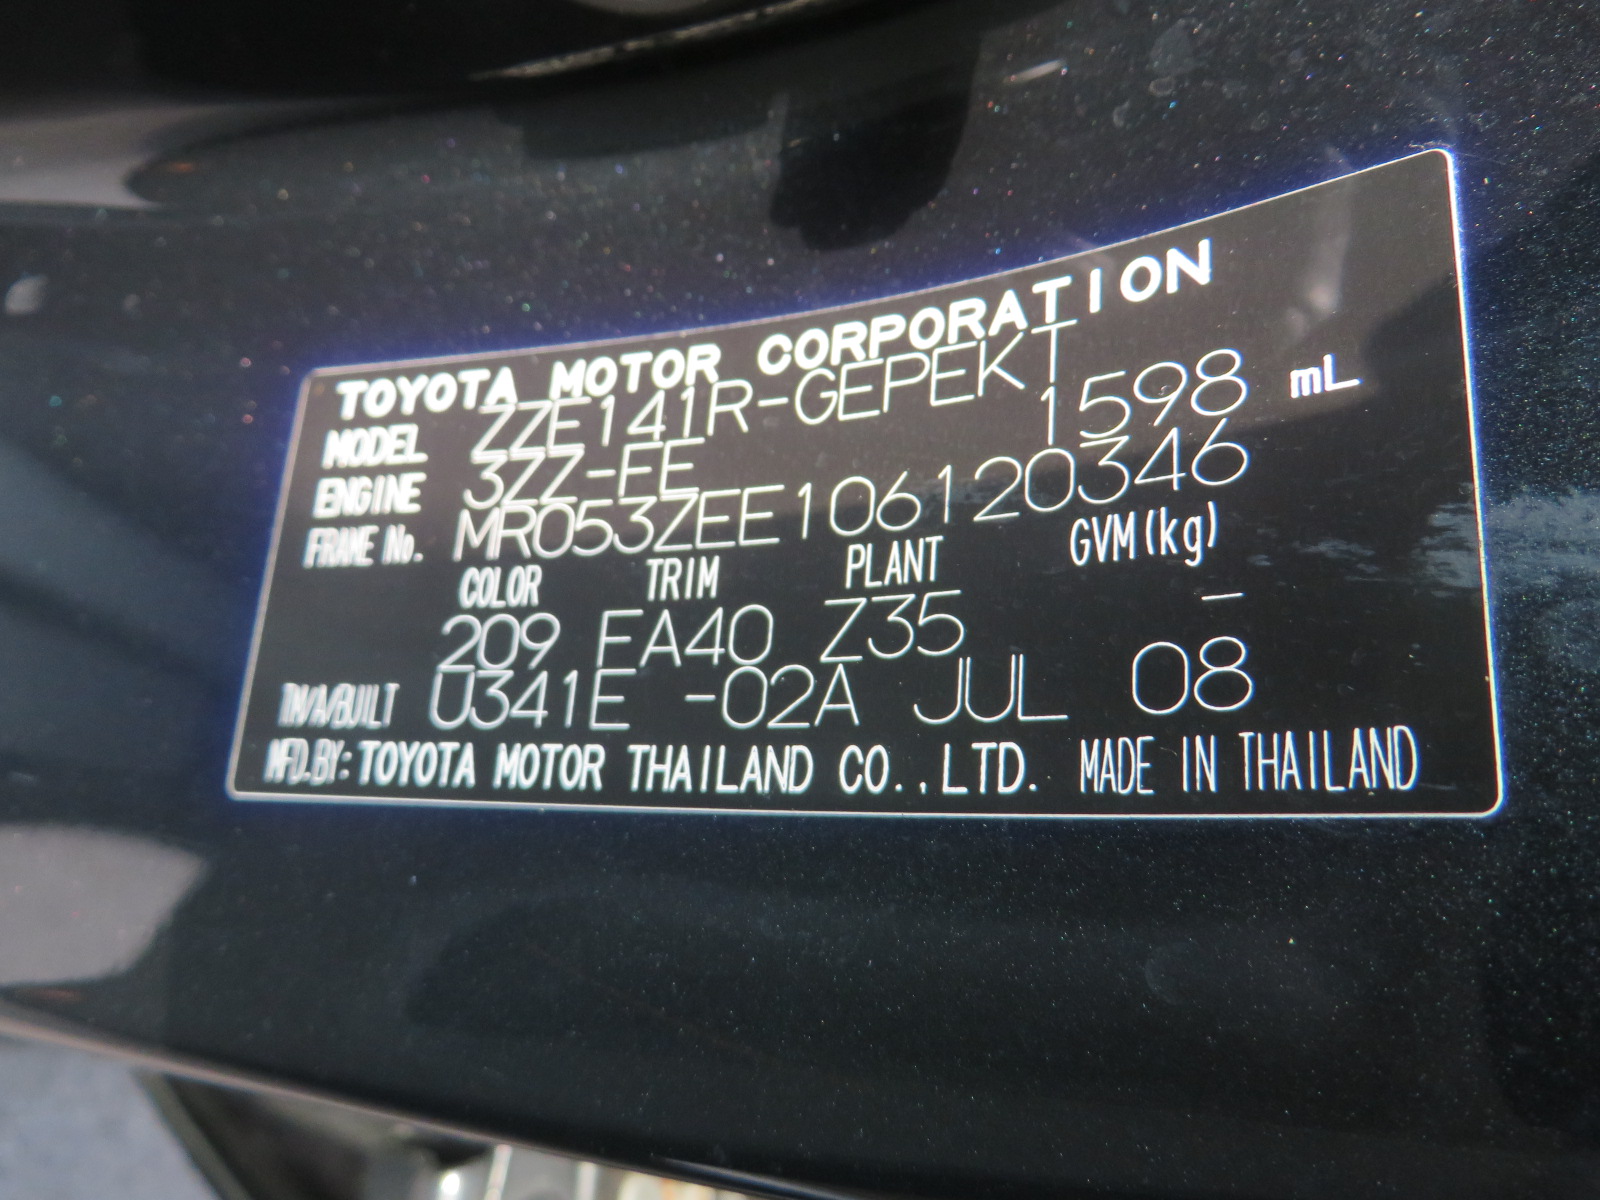 TOYOTA MOTOR CORPORATION
MODEL ZZE141R-GEPEKT
ENGINE 3ZZ-FE 1598 mL
FRAME No. MR053ZEE106120346
COLOR TRIM PLANT GVM(kg)
209 FA40 Z35 –
TM/A/BUILT U341E -02A JUL 08
MFD.BY: TOYOTA MOTOR THAILAND CO.,LTD. MADE IN THAILAND